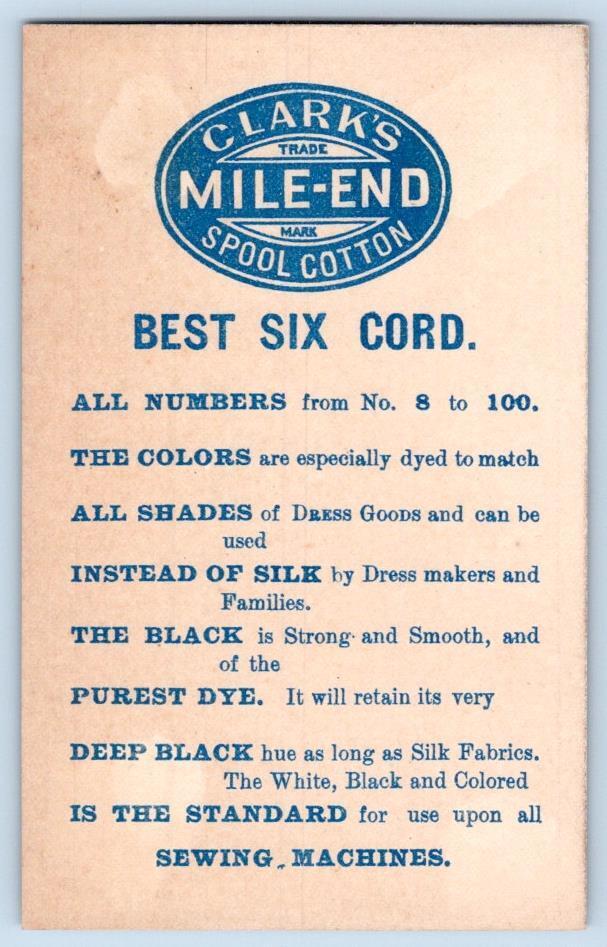 CLARK'S
TRADE
MILE-END
MARK
SPOOL COTTON
BEST SIX CORD.
ALL NUMBERS from No. 8 to 100.
THE COLORS are especially dyed to match
ALL SHADES of DRESS GOODS and can be
used
INSTEAD OF SILK by Dress makers and
Families.
THE BLACK is Strong and Smooth, and
of the
PUREST DYE. It will retain its very
DEEP BLACK hue as long as Silk Fabrics.
The White, Black and Colored
IS THE STANDARD for use upon all
SEWING MACHINES.